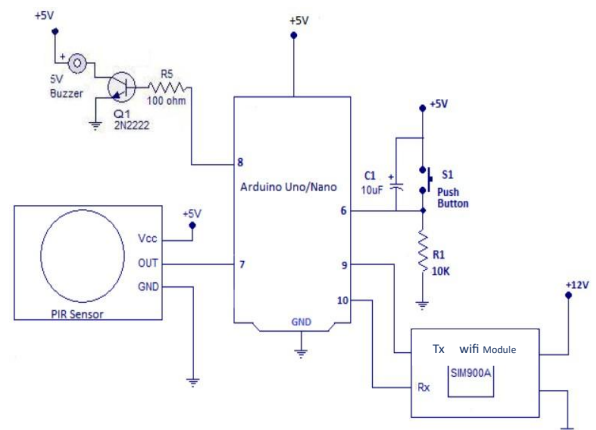 +5V
+
5V
Buzzer
Q1
2N2222
R5
100 ohm
+5V
8
Arduino Uno/Nano
6
7
9
10
GND
+5V
C1
+
10uF
S1
Push
Button
R1
10K
+5V
Vcc
OUT
GND
PIR Sensor
+12V
Tx wifi Module
SIM900A
Rx